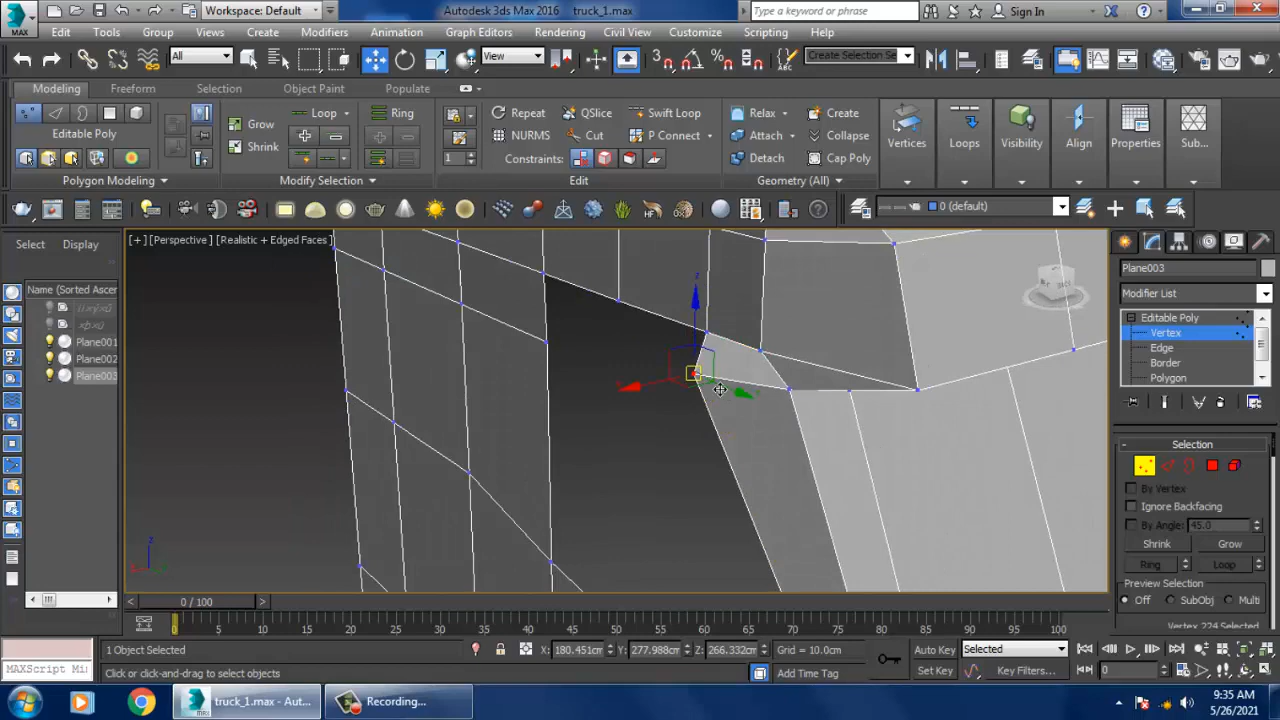 Workspace: Default
Autodesk 3ds Max 2016    truck_1.max
Type a keyword or phrase
Sign In
MAX
Edit Tools Group Views Create Modifiers Animation Graph Editors Rendering Civil View Customize Scripting Help
All
View
Create Selection Se
Modeling Freeform Selection Object Paint Populate
Editable Poly
Polygon Modeling
Loop Ring
Grow
Shrink
Modify Selection
Repeat QSlice Swift Loop
NURMS Cut P Connect
1 Constraints:
Edit
Relax Create
Attach Collapse
Detach Cap Poly
Geometry (All)
Vertices
Loops
Visibility
Align
Properties
Sub...
0 (default)
Select Display
Name (Sorted Ascer
Plane001
Plane002
Plane003
[+] [Perspective] [Realistic + Edged Faces]
z
z
Plane003
Modifier List
Editable Poly
Vertex
Edge
Border
Polygon
Selection
By Vertex
Ignore Backfacing
By Angle: 45.0
Shrink Grow
Ring Loop
Preview Selection
Off SubObj Multi
Vertex 224 Selected
0 / 100
0 5 10 15 20 25 30 35 40 45 50 55 60 65 70 75 80 85 90 95 100
1 Object Selected
X: 180.451cm Y: 277.988cm Z: 266.332cm Grid = 10.0cm
Auto Key Selected
MAXScript Mi
Click or click-and-drag to select objects
Add Time Tag
Set Key Key Filters...
0
truck_1.max - Aut...
Recording...
9:35 AM
5/26/2021